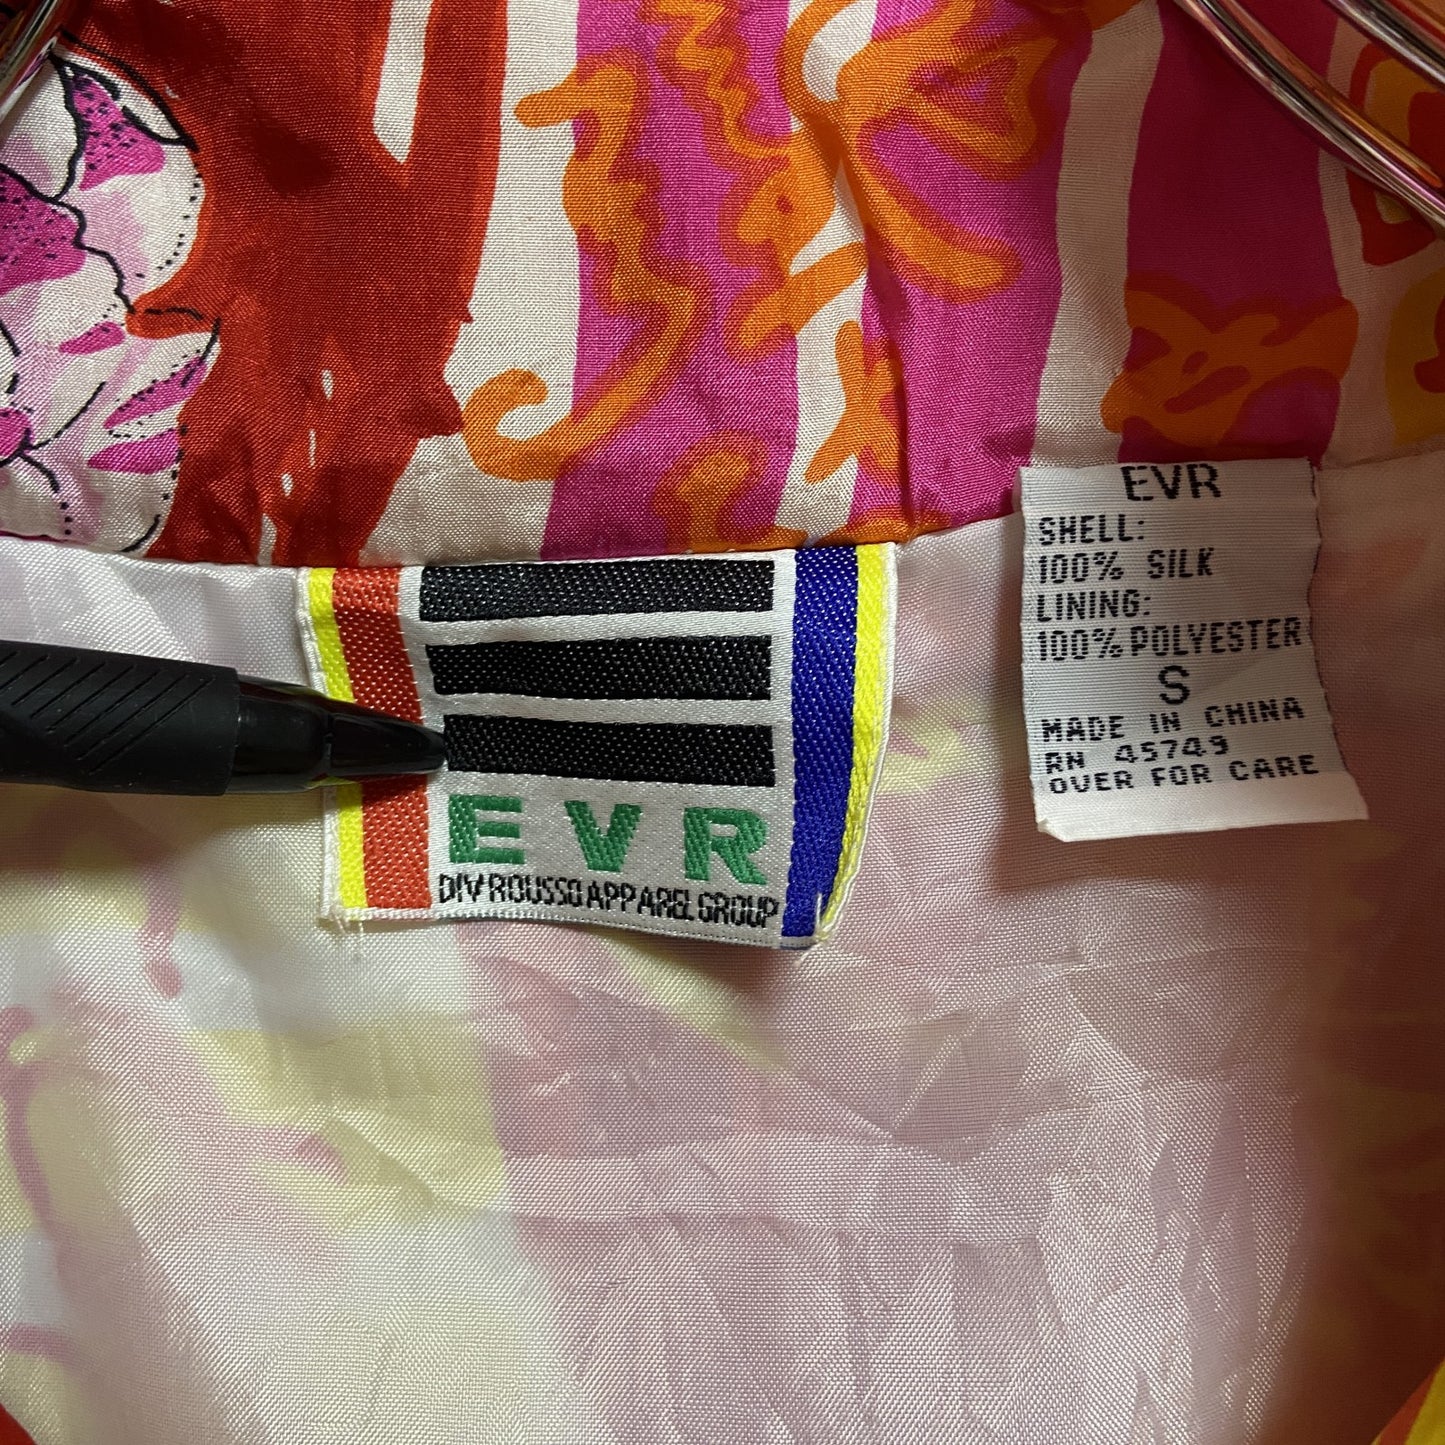 EVR
DIV ROUSSO APPAREL GROUP
EVR
SHELL:
100% SILK
LINING:
100% POLYESTER
S
MADE IN CHINA
RN 45749
OVER FOR CARE